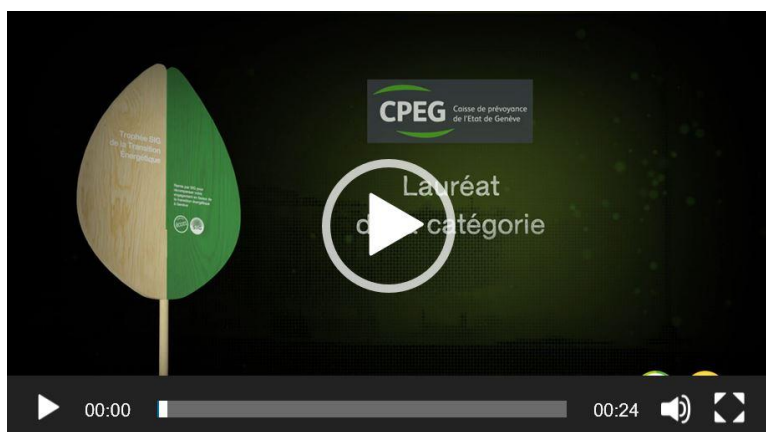 CPEG Caisse de prévoyance
de l'Etat de Genève
Trophée SIG
de la Transition
Énergétique
Lauréat
catégorie
00:00
00:24